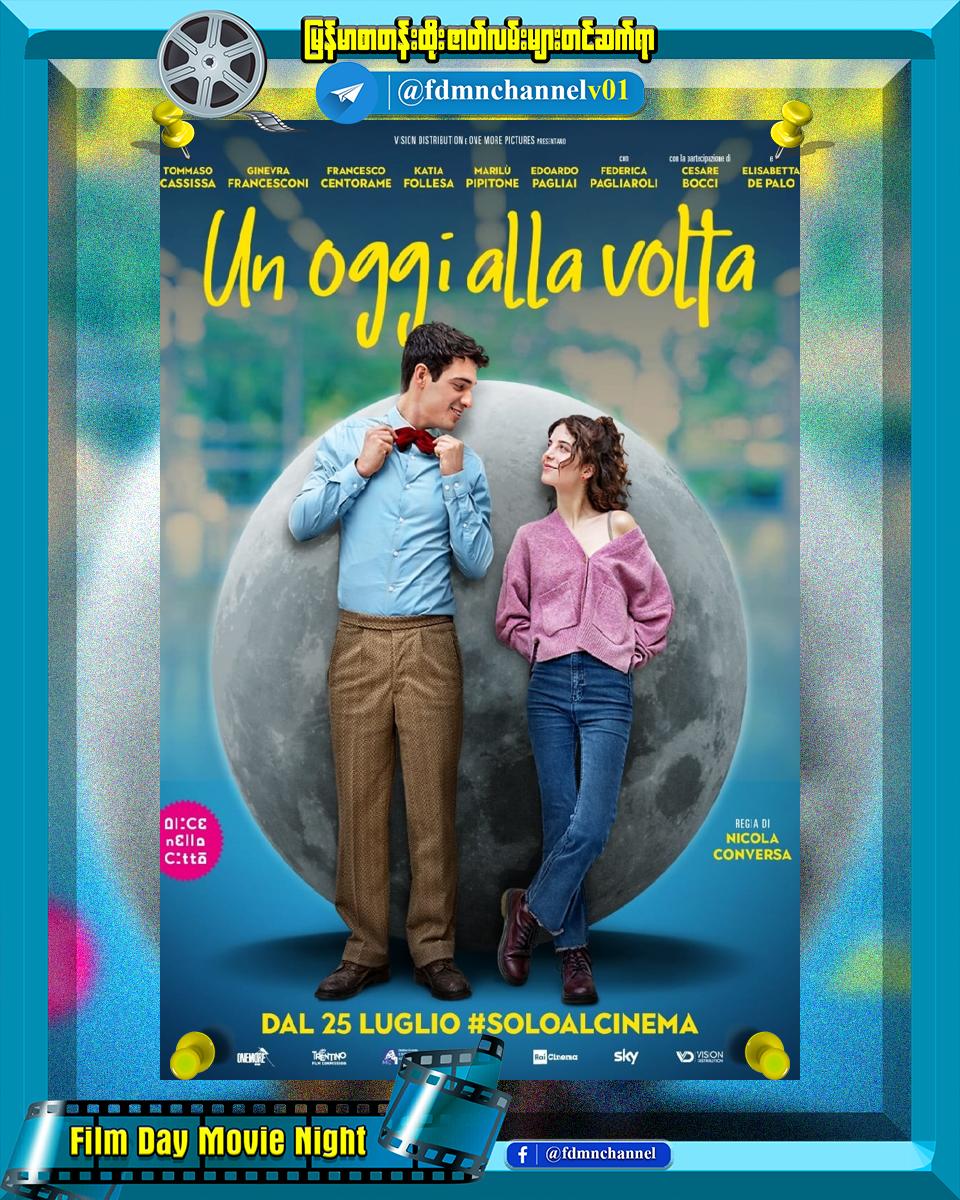 မြန်မာစာတန်းထိုးဇာတ်လမ်းများတင်ဆက်ရာ
@fdmnchannelv01
VISION DISTRIBUTION E ONE MORE PICTURES PRESENTANO
TOMMASO CASSISSA
GINEVRA FRANCESCONI
FRANCESCO CENTORAME
KATIA FOLLESA
MARILÙ PIPITONE
EDOARDO PAGLIAI
con FEDERICA PAGLIAROLI
con la partecipazione di CESARE BOCCI
e ELISABETTA DE PALO
Un oggi alla volta
ALICE
nella
Città
REGIA DI
NICOLA
CONVERSA
DAL 25 LUGLIO #SOLOALCINEMA
ONEMORE
TRENTINO
FILM COMMISSION
Rai Cinema
sky
VISION
DISTRIBUTION
Film Day Movie Night
@fdmnchannel